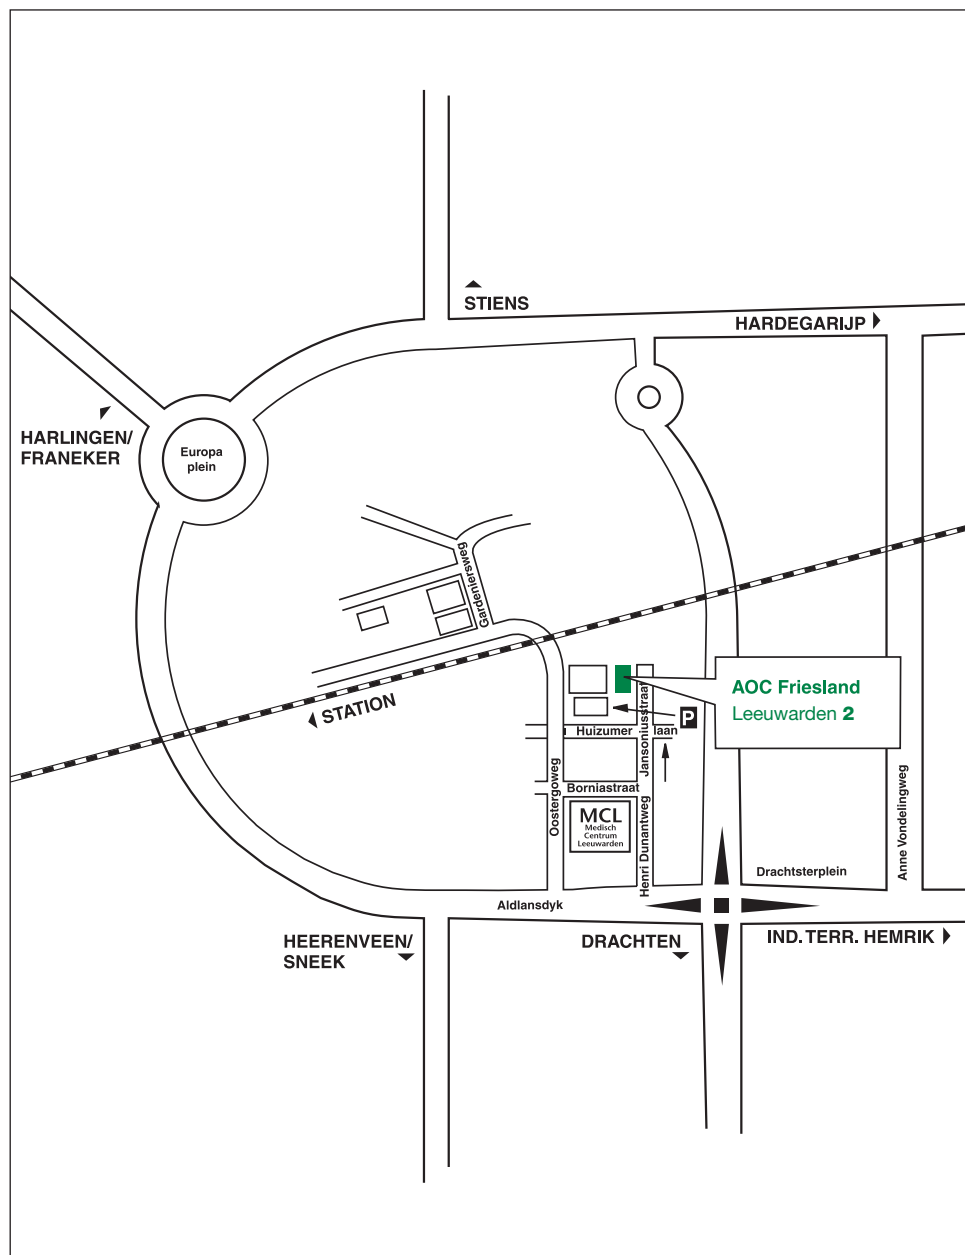 STIENS
HARDEGARIJP
HARLINGEN/
FRANEKER
Europa
plein
Gardeniersweg
STATION
AOC Friesland
Leeuwarden 2
P
Huizumer laan
Jansoniusstraat
Borniastraat
Oostergoweg
MCL
Medisch
Centrum
Leeuwarden
Henri Dunantweg
Anne Vondelingweg
Drachtsterplein
Aldlansdyk
HEERENVEEN/
SNEEK
DRACHTEN
IND. TERR. HEMRIK